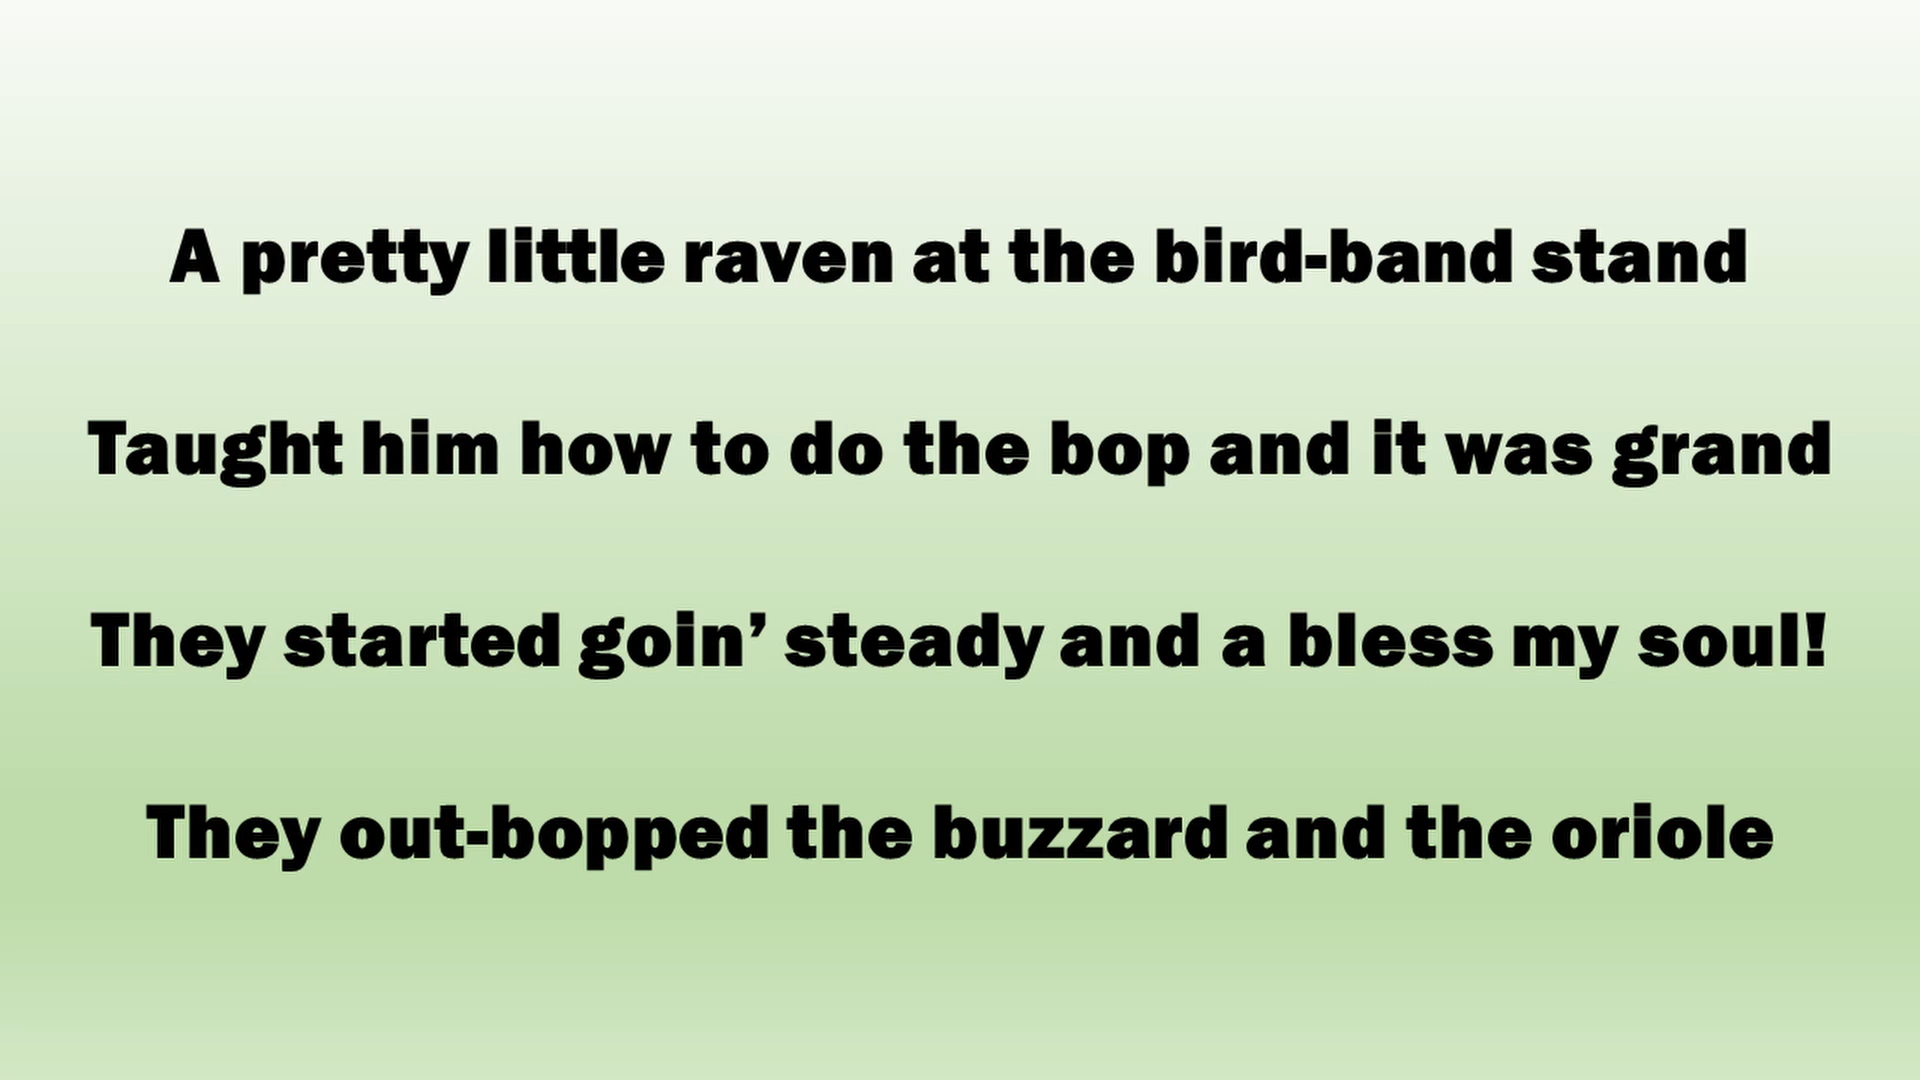 A pretty little raven at the bird-band stand
Taught him how to do the bop and it was grand
They started goin’ steady and a bless my soul!
They out-bopped the buzzard and the oriole